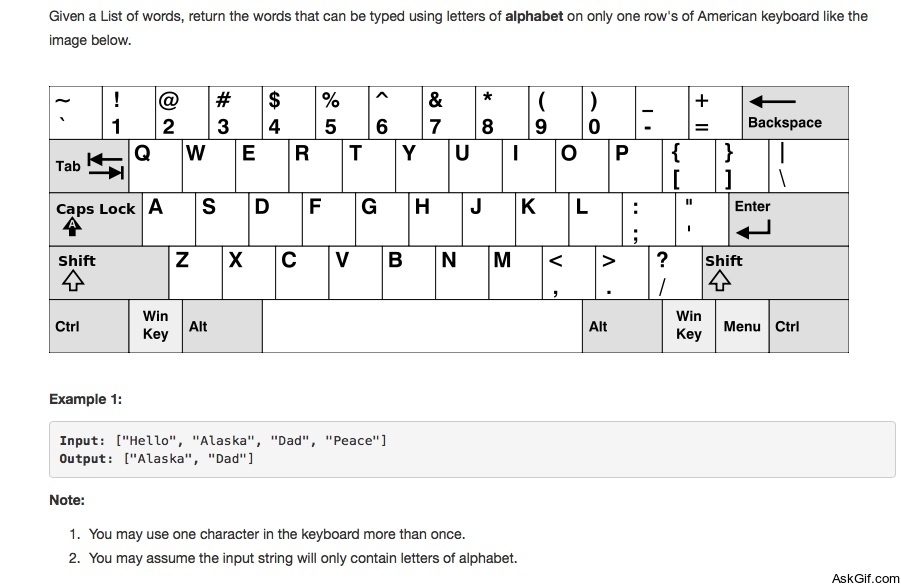 Given a List of words, return the words that can be typed using letters of alphabet on only one row's of American keyboard like the
image below.
~ ! @ # $ % ^ & * ( ) _ + Backspace
` 1 2 3 4 5 6 7 8 9 0 - =
Tab Q W E R T Y U I O P { } |
[ ] \
Caps Lock A S D F G H J K L : " Enter
A ; '
Shift Z X C V B N M < > ? Shift
, . /
Ctrl Win Key Alt Alt Win Key Menu Ctrl
Example 1:
Input: ["Hello", "Alaska", "Dad", "Peace"]
Output: ["Alaska", "Dad"]
Note:
1. You may use one character in the keyboard more than once.
2. You may assume the input string will only contain letters of alphabet.
AskGif.com